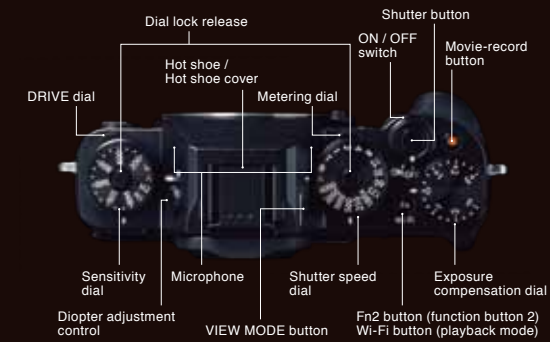 Dial lock release
Shutter button
ON / OFF
switch
Movie-record
button
Hot shoe /
Hot shoe cover
DRIVE dial
Metering dial
Sensitivity
dial
Microphone
Shutter speed
dial
Exposure
compensation dial
Diopter adjustment
control
VIEW MODE button
Fn2 button (function button 2)
Wi-Fi button (playback mode)